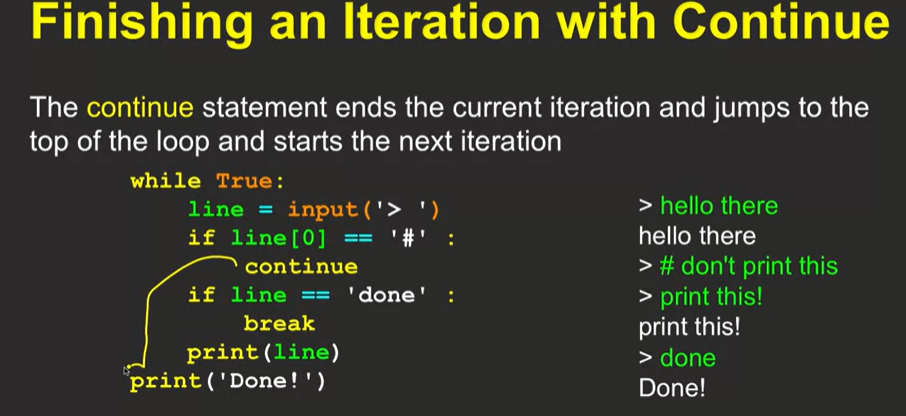 Finishing an Iteration with Continue
The continue statement ends the current iteration and jumps to the
top of the loop and starts the next iteration
while True:
    line = input('> ')
    if line[0] == '#' :
        continue
    if line == 'done' :
        break
    print(line)
print('Done!')
> hello there
hello there
> # don't print this
> print this!
print this!
> done
Done!